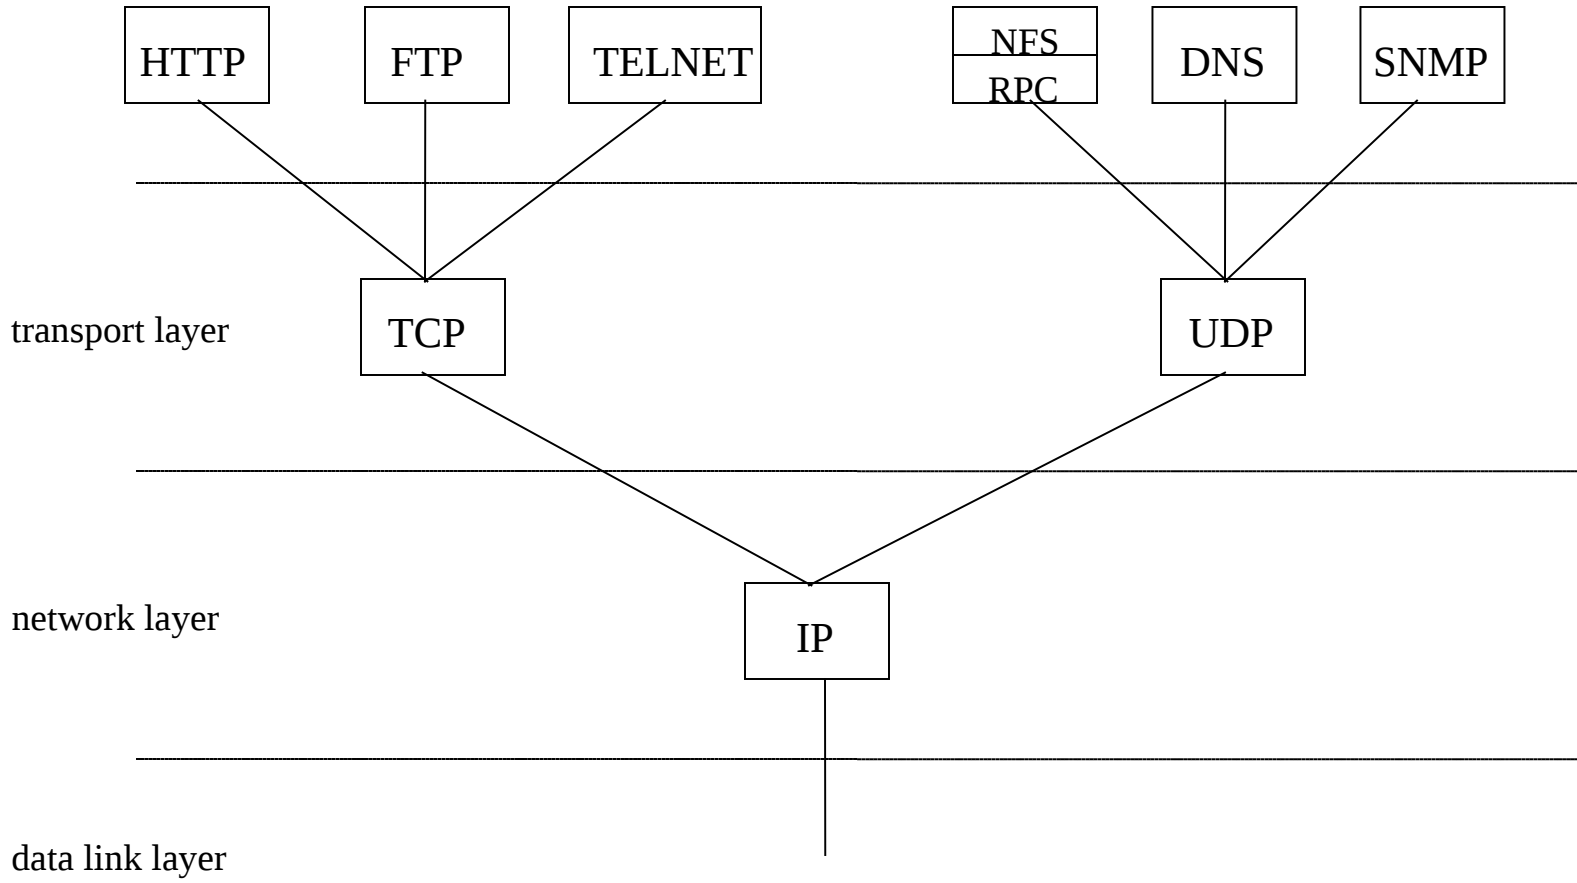 HTTP FTP TELNET NFS DNS SNMP
RPC
transport layer TCP UDP
network layer IP
data link layer